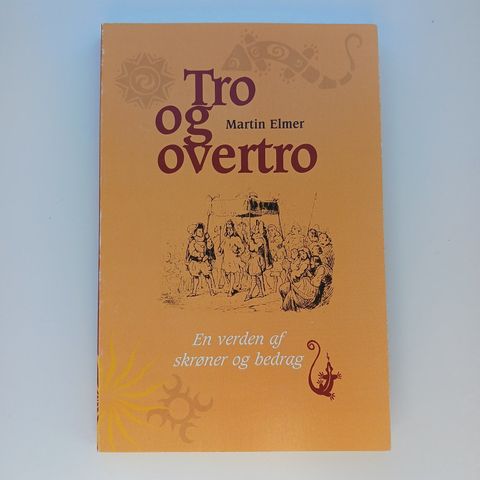 Tro
og
Martin Elmer
overtro
En verden af
skrøner og bedrag